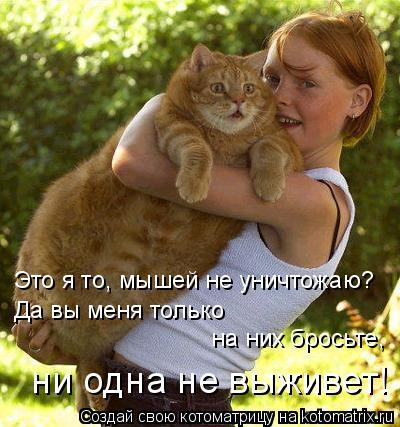 Это я то, мышей не уничтожаю?
Да вы меня только
на них бросьте,
ни одна не выживет!
Создай свою котоматрицу на kotomatrix.ru